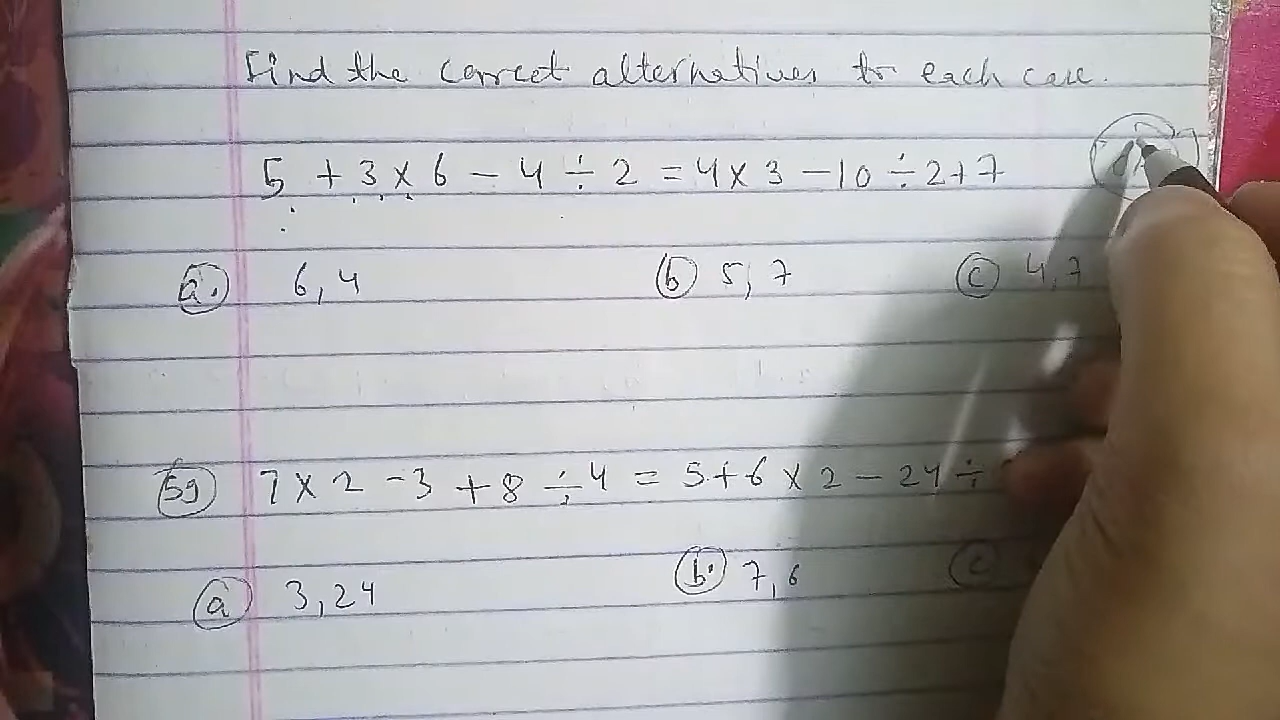 Find the correct alternatives to each case.
5 + 3 × 6 − 4 ÷ 2 = 4 × 3 − 10 ÷ 2 + 7
a. 6, 4 b 5, 7 c 4, 7
59 7 × 2 − 3 + 8 ÷ 4 = 5 + 6 × 2 − 24 ÷
a 3, 24 b. 7, 6 c